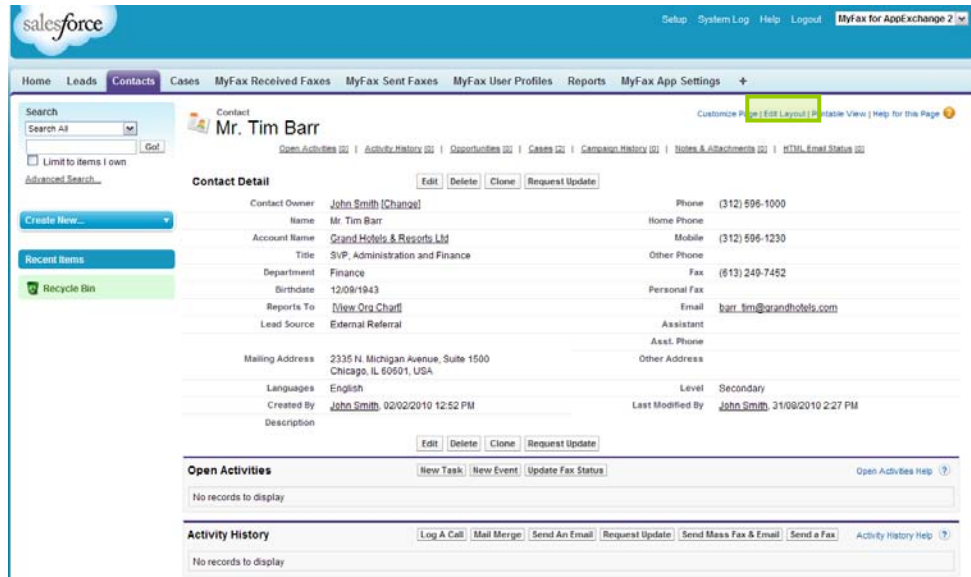 salesforce
Setup System Log Help Logout MyFax for AppExchange 2
Home Leads Contacts Cases MyFax Received Faxes MyFax Sent Faxes MyFax User Profiles Reports MyFax App Settings +
Search
Search All
Go!
Limit to items I own
Advanced Search...
Create New...
Recent Items
Recycle Bin
Contact
Mr. Tim Barr
Customize Page | Edit Layout | Printable View | Help for this Page ?
Open Activities [0] | Activity History [0] | Opportunities [0] | Cases [2] | Campaign History [0] | Notes & Attachments [0] | HTML Email Status [0]
Contact Detail Edit Delete Clone Request Update
Contact Owner John Smith [Change] Phone (312) 596-1000
Name Mr. Tim Barr Home Phone
Account Name Grand Hotels & Resorts Ltd Mobile (312) 596-1230
Title SVP, Administration and Finance Other Phone
Department Finance Fax (613) 249-7452
Birthdate 12/09/1943 Personal Fax
Reports To [View Org Chart] Email barr_tim@grandhotels.com
Lead Source External Referral Assistant
Asst. Phone
Mailing Address 2335 N. Michigan Avenue, Suite 1500 Other Address
Chicago, IL 60601, USA
Languages English Level Secondary
Created By John Smith, 02/02/2010 12:52 PM Last Modified By John Smith, 31/08/2010 2:27 PM
Description
Edit Delete Clone Request Update
Open Activities New Task New Event Update Fax Status Open Activities Help ?
No records to display
Activity History Log A Call Mail Merge Send An Email Request Update Send Mass Fax & Email Send a Fax Activity History Help ?
No records to display